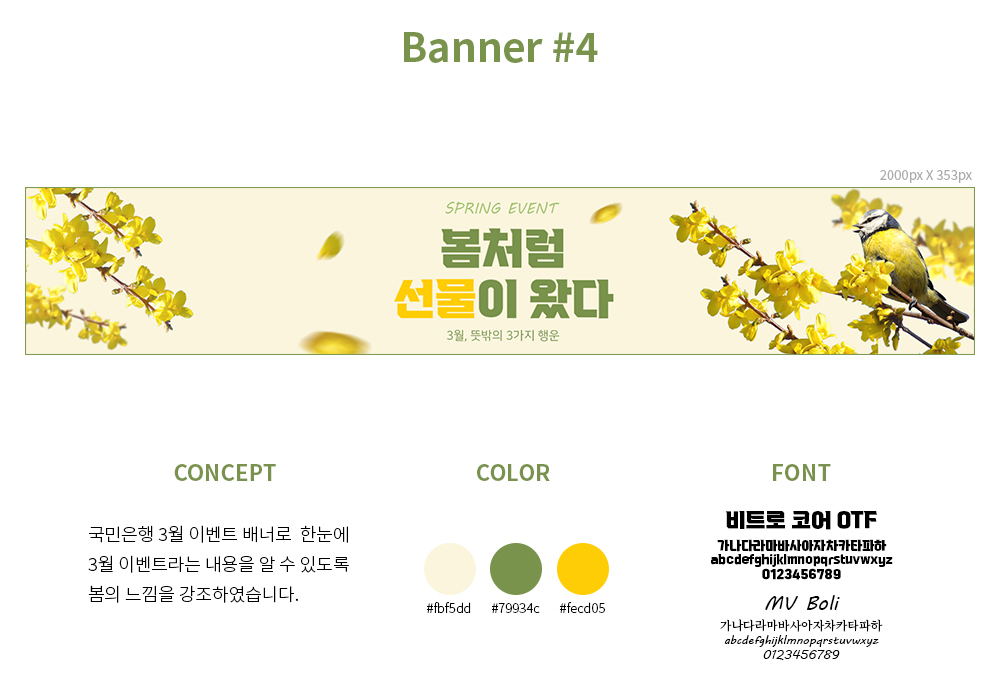 Banner #4
2000px X 353px
SPRING EVENT
봄처럼
선물이 왔다
3월, 뜻밖의 3가지 행운
CONCEPT
국민은행 3월 이벤트 배너로 한눈에
3월 이벤트라는 내용을 알 수 있도록
봄의 느낌을 강조하였습니다.
COLOR
#fbf5dd #79934c #fecd05
FONT
비트로 코어 OTF
가나다라마바사아자차카타파하
abcdefghijklmnopqrstuvwxyz
0123456789
MV Boli
가나다라마바사아자차카타파하
abcdefghijklmnopqrstuvwxyz
0123456789